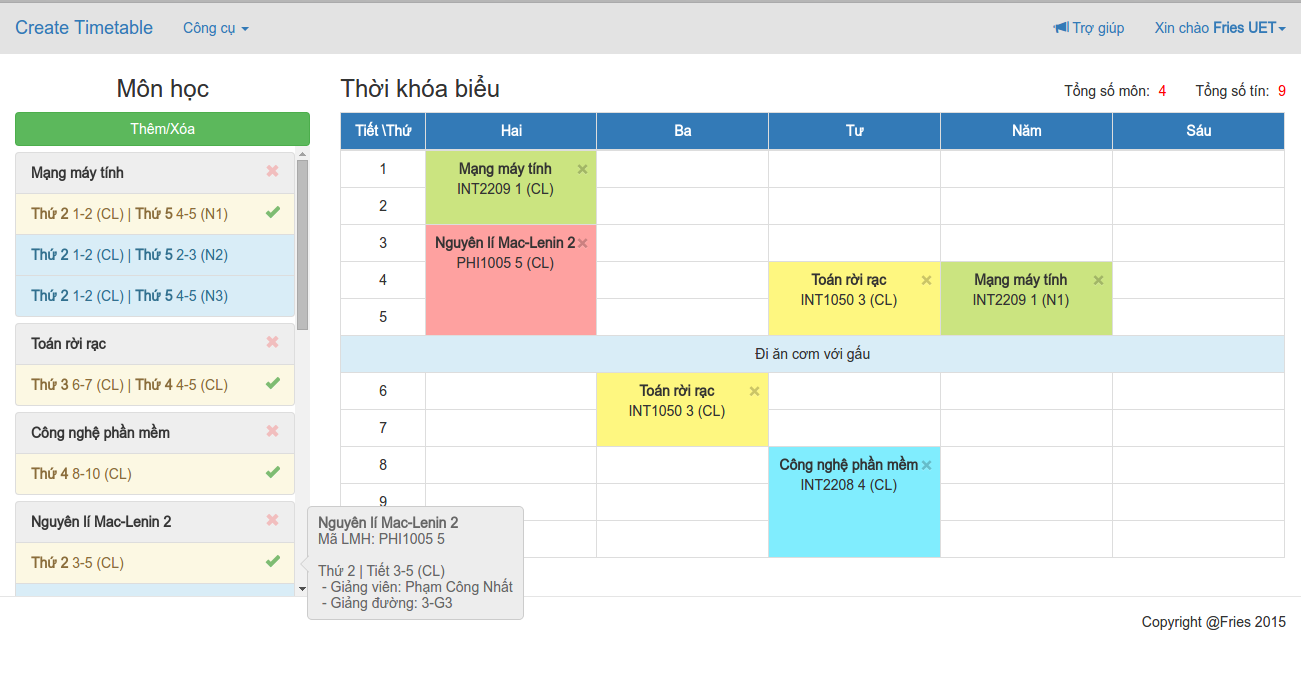 Create Timetable Công cụ Trợ giúp Xin chào Fries UET
Môn học
Thêm/Xóa
Mạng máy tính
Thứ 2 1-2 (CL) | Thứ 5 4-5 (N1)
Thứ 2 1-2 (CL) | Thứ 5 2-3 (N2)
Thứ 2 1-2 (CL) | Thứ 5 4-5 (N3)
Toán rời rạc
Thứ 3 6-7 (CL) | Thứ 4 4-5 (CL)
Công nghệ phần mềm
Thứ 4 8-10 (CL)
Nguyên lí Mac-Lenin 2
Thứ 2 3-5 (CL)
Thời khóa biểu Tổng số môn: 4 Tổng số tín: 9
Tiết \Thứ Hai Ba Tư Năm Sáu
1 Mạng máy tính
INT2209 1 (CL)
2
3 Nguyên lí Mac-Lenin 2
PHI1005 5 (CL)
4 Toán rời rạc Mạng máy tính
INT1050 3 (CL) INT2209 1 (N1)
5
Đi ăn cơm với gấu
6 Toán rời rạc
INT1050 3 (CL)
7
8 Công nghệ phần mềm
INT2208 4 (CL)
9
Nguyên lí Mac-Lenin 2
Mã LMH: PHI1005 5
Thứ 2 | Tiết 3-5 (CL)
- Giảng viên: Phạm Công Nhất
- Giảng đường: 3-G3
Copyright @Fries 2015